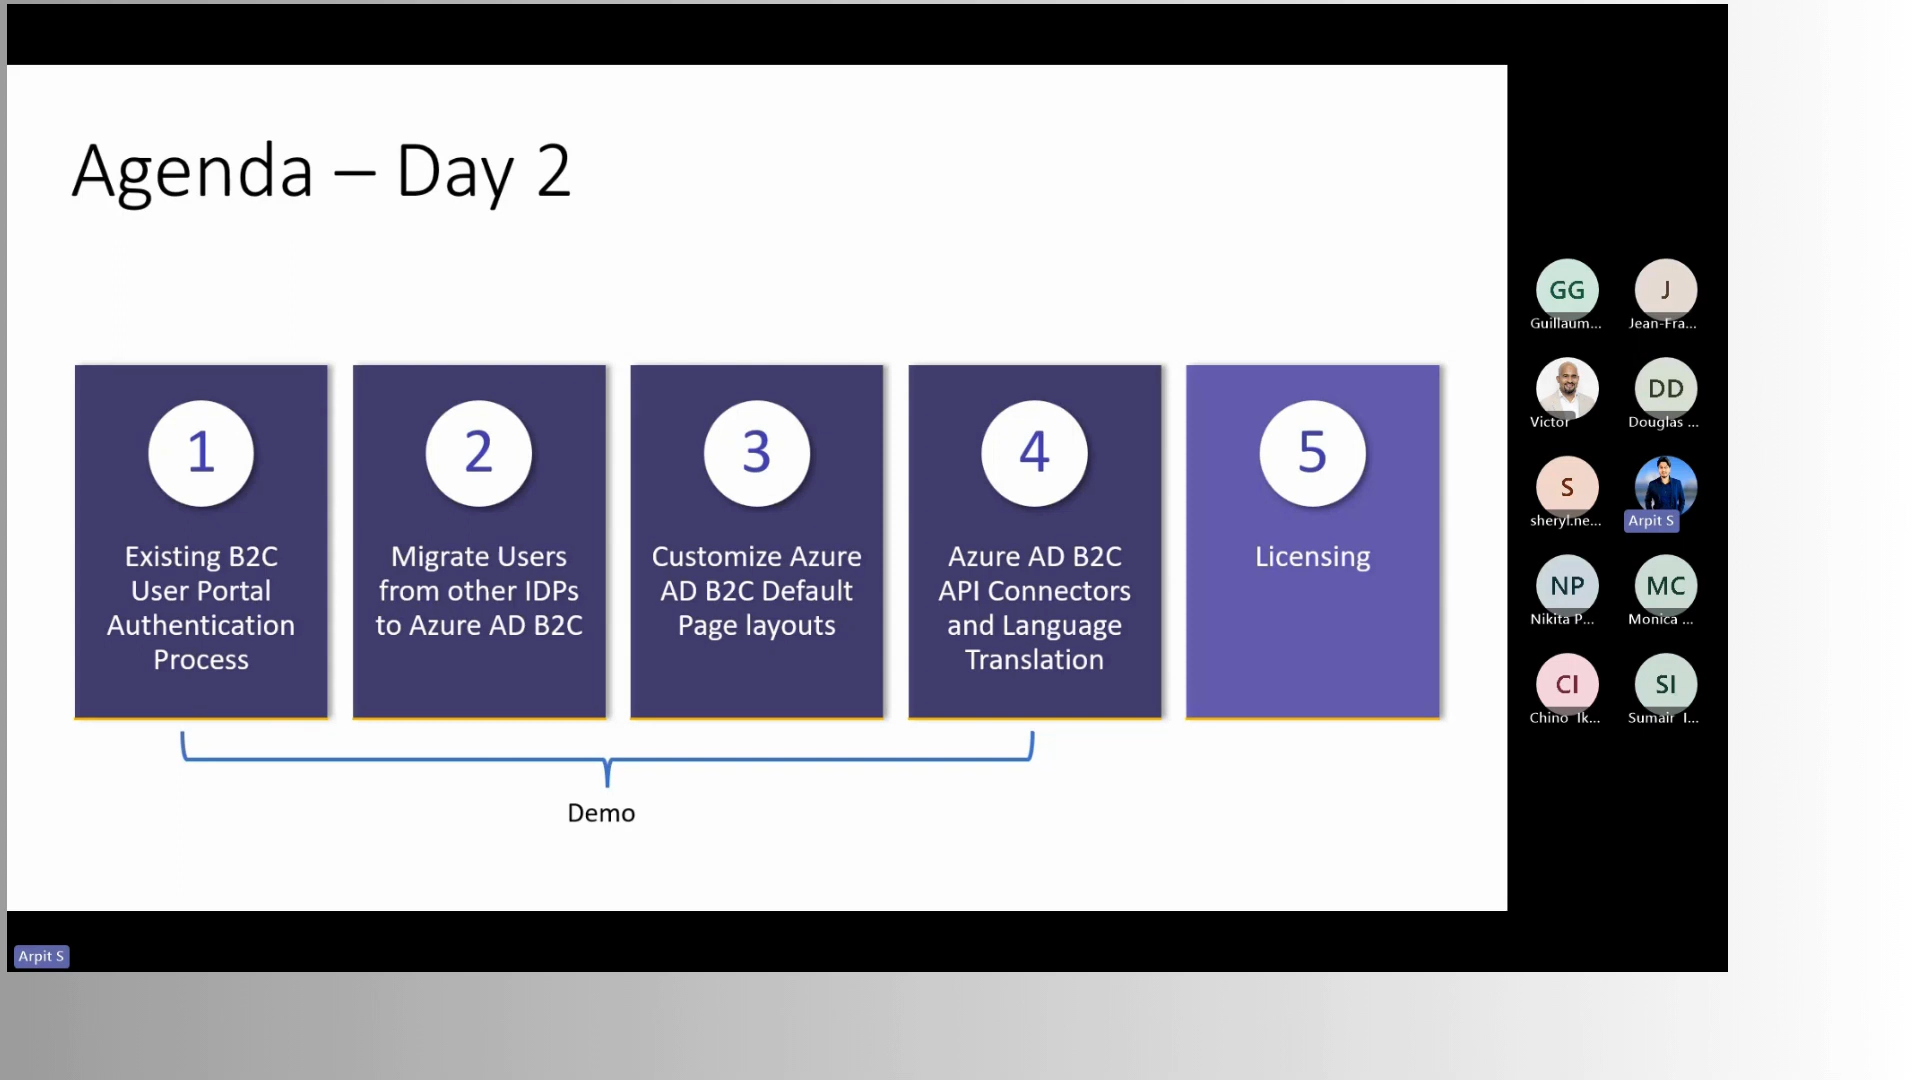 Agenda – Day 2
1
Existing B2C
User Portal
Authentication
Process
2
Migrate Users
from other IDPs
to Azure AD B2C
3
Customize Azure
AD B2C Default
Page layouts
4
Azure AD B2C
API Connectors
and Language
Translation
5
Licensing
Demo
GG
Guillaum...
J
Jean-Fra...
Victor
DD
Douglas ...
S
sheryl.ne...
Arpit S
NP
Nikita P...
MC
Monica ...
CI
Chino Ik...
SI
Sumair I...
Arpit S